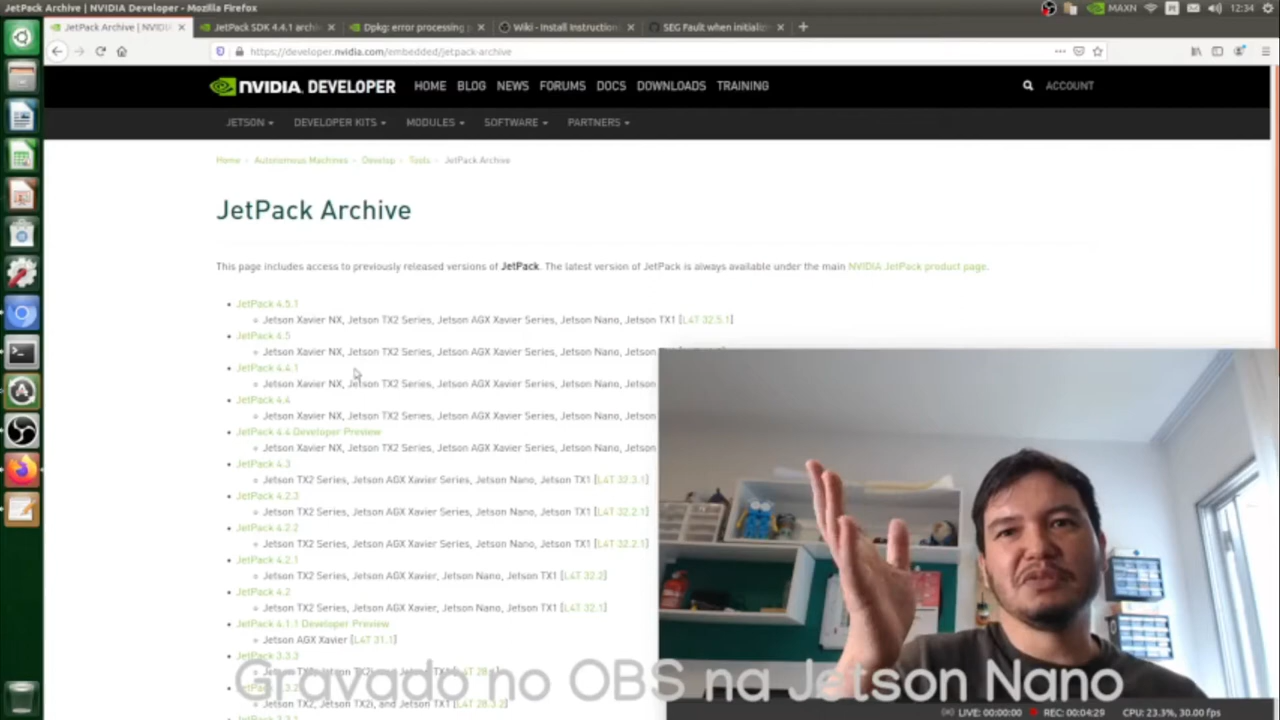 JetPack Archive | NVIDIA Developer - Mozilla Firefox
MAXN
12:34
JetPack Archive | NVIDI
JetPack SDK 4.4.1 archi
Dpkg: error processing
Wiki - Install Instruction
SEG Fault when initializ
https://developer.nvidia.com/embedded/jetpack-archive
NVIDIA DEVELOPER HOME BLOG NEWS FORUMS DOCS DOWNLOADS TRAINING ACCOUNT
JETSON DEVELOPER KITS MODULES SOFTWARE PARTNERS
Home Autonomous Machines Develop Tools JetPack Archive
JetPack Archive
This page includes access to previously released versions of JetPack. The latest version of JetPack is always available under the main NVIDIA JetPack product page.
JetPack 4.5.1
Jetson Xavier NX, Jetson TX2 Series, Jetson AGX Xavier Series, Jetson Nano, Jetson TX1 [L4T 32.5.1]
JetPack 4.5
Jetson Xavier NX, Jetson TX2 Series, Jetson AGX Xavier Series, Jetson Nano, Jetson
JetPack 4.4.1
Jetson Xavier NX, Jetson TX2 Series, Jetson AGX Xavier Series, Jetson Nano, Jetson
JetPack 4.4
Jetson Xavier NX, Jetson TX2 Series, Jetson AGX Xavier Series, Jetson Nano, Jetson
JetPack 4.4 Developer Preview
Jetson Xavier NX, Jetson TX2 Series, Jetson AGX Xavier Series, Jetson Nano, Jetson
JetPack 4.3
Jetson TX2 Series, Jetson AGX Xavier Series, Jetson Nano, Jetson TX1 [L4T 32.3.1]
JetPack 4.2.3
Jetson TX2 Series, Jetson AGX Xavier Series, Jetson Nano, Jetson TX1 [L4T 32.2.1]
JetPack 4.2.2
Jetson TX2 Series, Jetson AGX Xavier Series, Jetson Nano, Jetson TX1 [L4T 32.2.1]
JetPack 4.2.1
Jetson TX2 Series, Jetson AGX Xavier, Jetson Nano, Jetson TX1 [L4T 32.2]
JetPack 4.2
Jetson TX2 Series, Jetson AGX Xavier, Jetson Nano, Jetson TX1 [L4T 32.1]
JetPack 4.1.1 Developer Preview
Jetson AGX Xavier [L4T 31.1]
JetPack 3.3.3
Gravado no OBS na Jetson Nano
JetPack 3.3.1
LIVE: 00:00:00 REC: 00:04:29 CPU: 23.3%, 30.00 fps